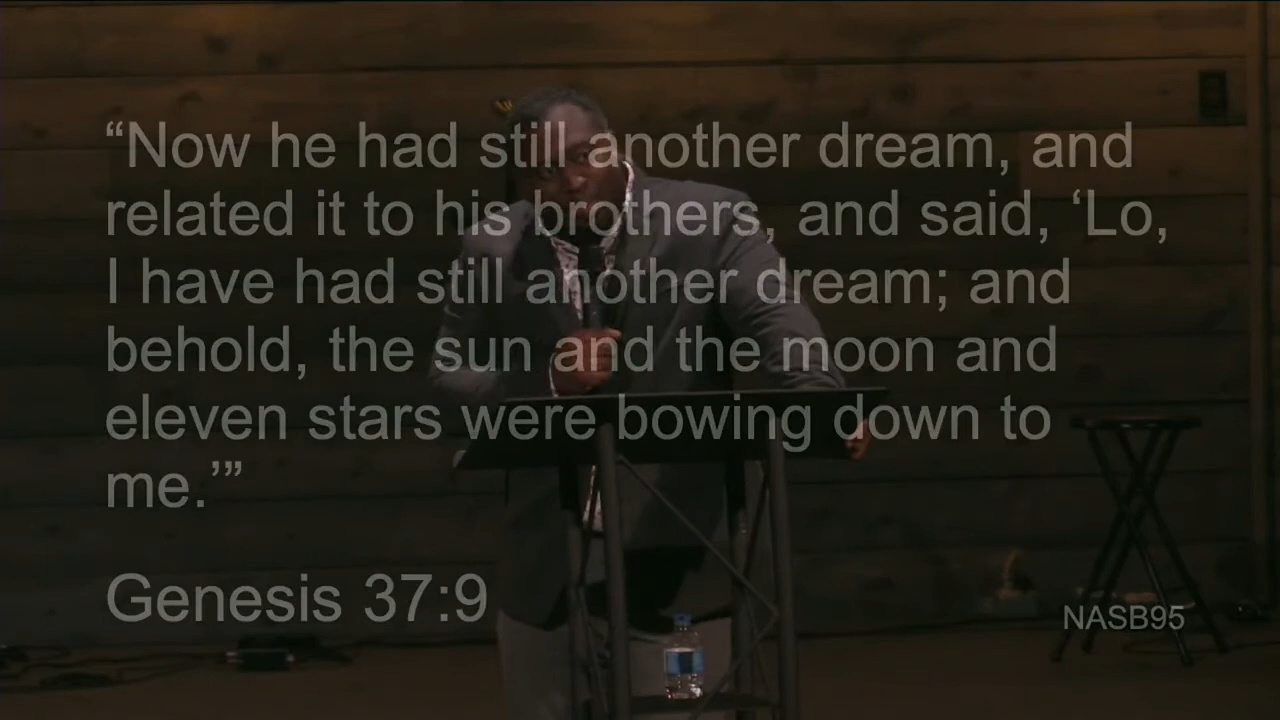 “Now he had still another dream, and
related it to his brothers, and said, ‘Lo,
I have had still another dream; and
behold, the sun and the moon and
eleven stars were bowing down to
me.’”
Genesis 37:9
NASB95